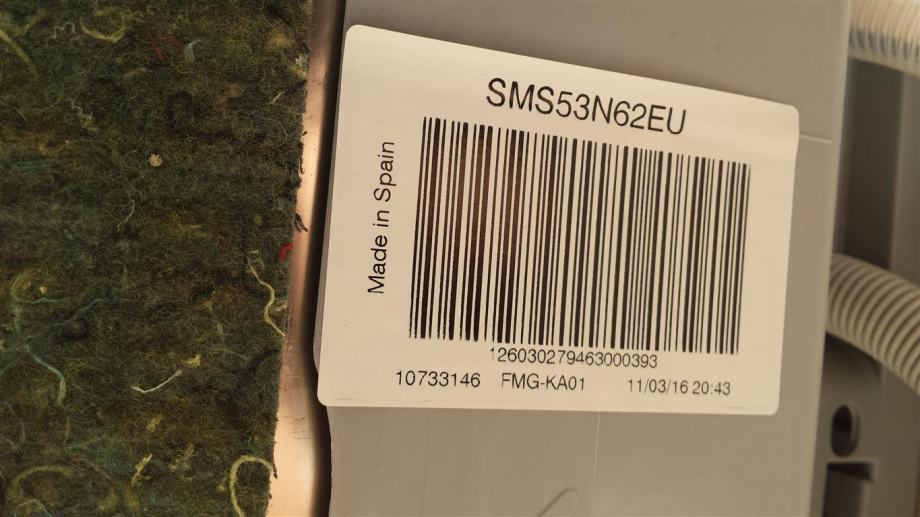 SMS53N62EU
Made in Spain
126030279463000393
10733146 FMG-KA01 11/03/16 20:43